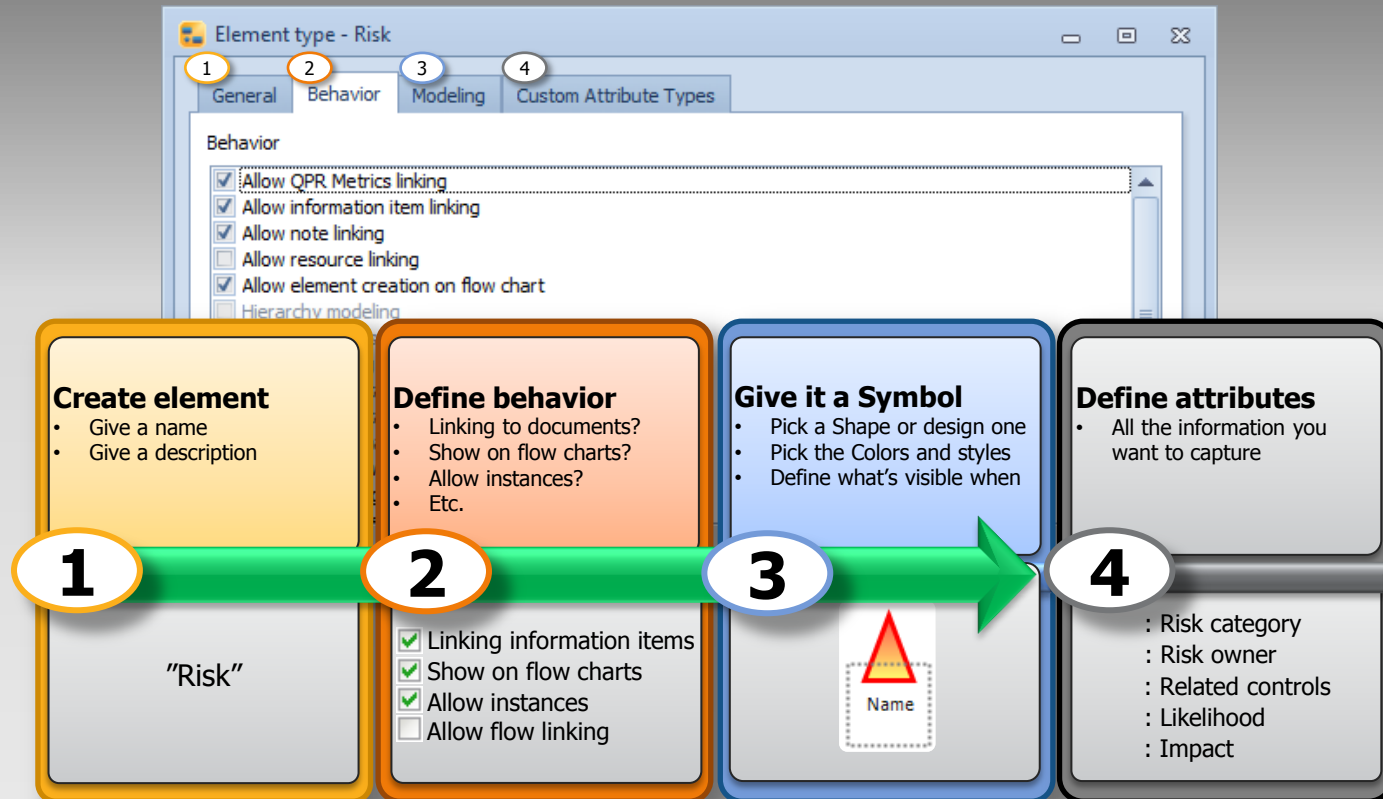 Element type - Risk
1 2 3 4
General Behavior Modeling Custom Attribute Types
Behavior
Allow QPR Metrics linking
Allow information item linking
Allow note linking
Allow resource linking
Allow element creation on flow chart
Hierarchy modeling
Create element
• Give a name
• Give a description
Define behavior
• Linking to documents?
• Show on flow charts?
• Allow instances?
• Etc.
Give it a Symbol
• Pick a Shape or design one
• Pick the Colors and styles
• Define what's visible when
Define attributes
• All the information you
want to capture
1
2
3
4
”Risk”
Linking information items
Show on flow charts
Allow instances
Allow flow linking
Name
: Risk category
: Risk owner
: Related controls
: Likelihood
: Impact